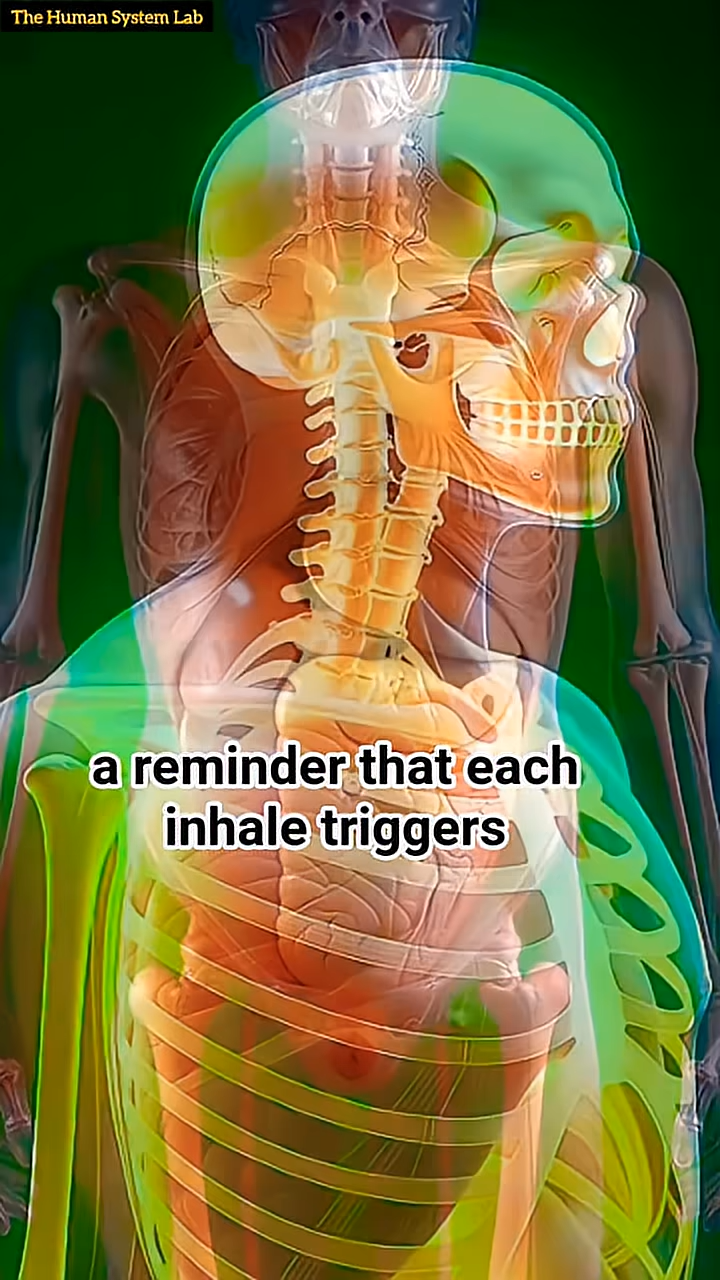 The Human System Lab
a reminder that each
inhale triggers